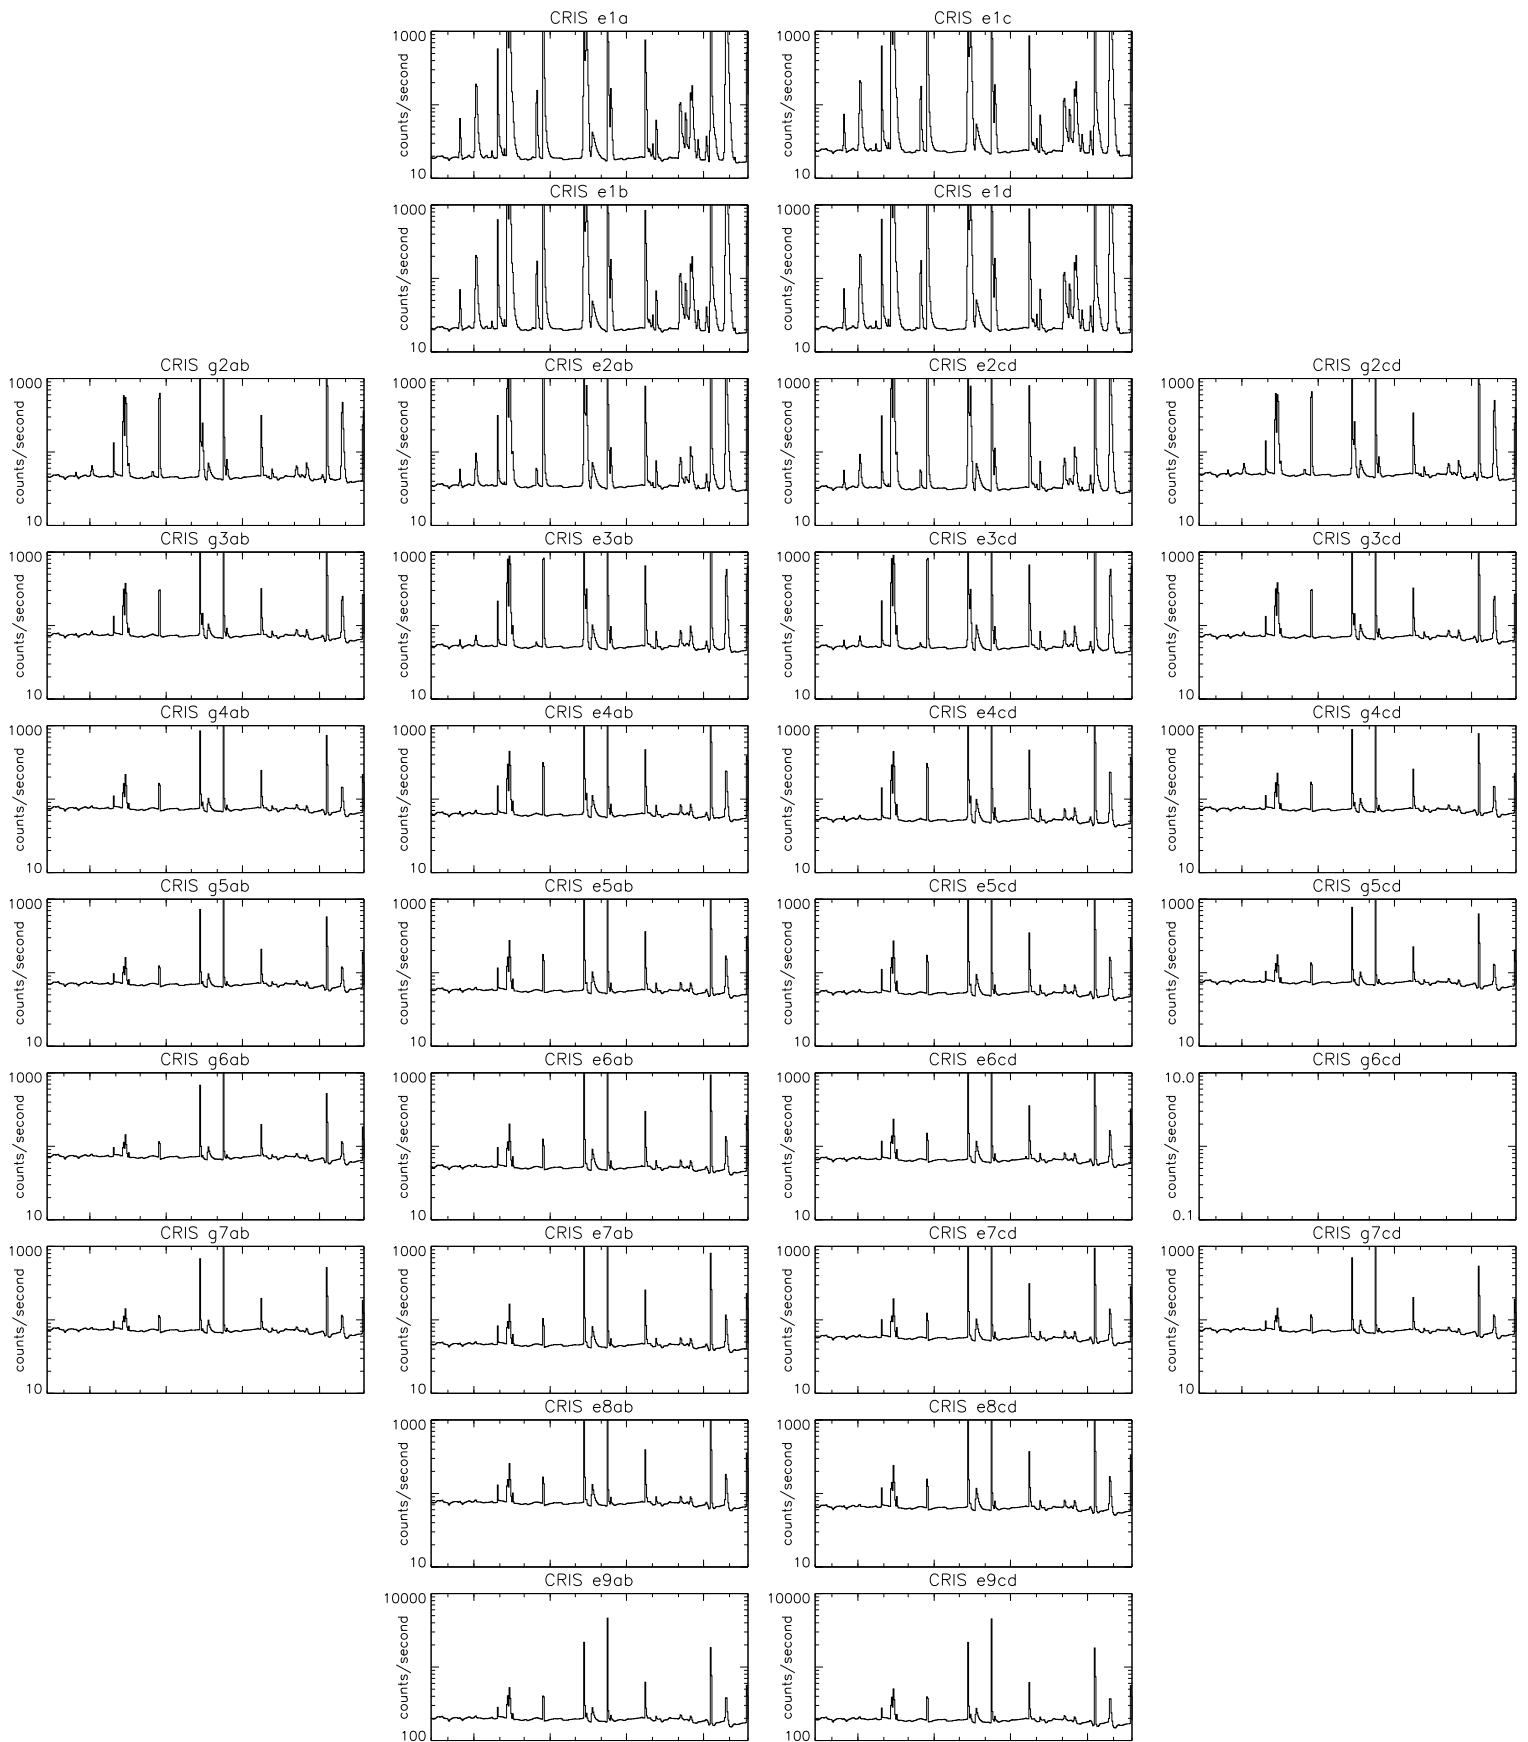 CRIS e1a
CRIS e1c
1000
counts/second
10
1000
counts/second
10
CRIS e1b
CRIS e1d
1000
counts/second
10
1000
counts/second
10
CRIS g2ab
CRIS e2ab
CRIS e2cd
CRIS g2cd
1000
counts/second
10
1000
counts/second
10
1000
counts/second
10
1000
counts/second
10
CRIS g3ab
CRIS e3ab
CRIS e3cd
CRIS g3cd
1000
counts/second
10
1000
counts/second
10
1000
counts/second
10
1000
counts/second
10
CRIS g4ab
CRIS e4ab
CRIS e4cd
CRIS g4cd
1000
counts/second
10
1000
counts/second
10
1000
counts/second
10
1000
counts/second
10
CRIS g5ab
CRIS e5ab
CRIS e5cd
CRIS g5cd
1000
counts/second
10
1000
counts/second
10
1000
counts/second
10
1000
counts/second
10
CRIS g6ab
CRIS e6ab
CRIS e6cd
CRIS g6cd
1000
counts/second
10
1000
counts/second
10
1000
counts/second
10
10.0
counts/second
0.1
CRIS g7ab
CRIS e7ab
CRIS e7cd
CRIS g7cd
1000
counts/second
10
1000
counts/second
10
1000
counts/second
10
1000
counts/second
10
CRIS e8ab
CRIS e8cd
1000
counts/second
10
1000
counts/second
10
CRIS e9ab
CRIS e9cd
10000
counts/second
100
10000
counts/second
100